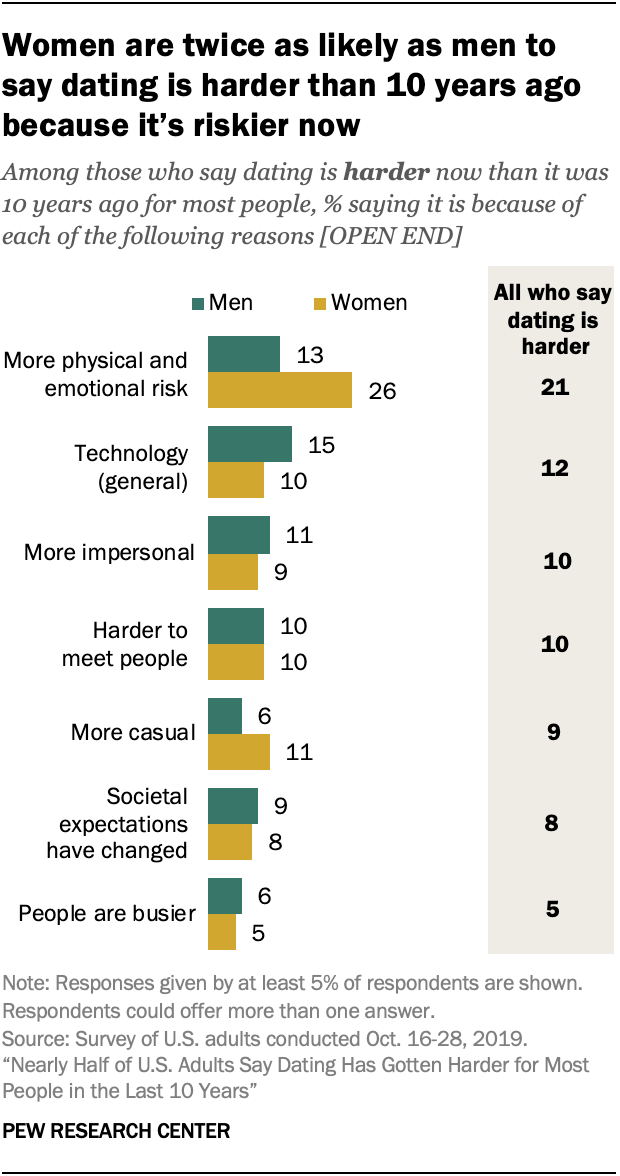 Women are twice as likely as men to
say dating is harder than 10 years ago
because it's riskier now
Among those who say dating is harder now than it was
10 years ago for most people, % saying it is because of
each of the following reasons [OPEN END]
Men Women
All who say
dating is
harder
More physical and
emotional risk
13
26
21
Technology
(general)
15
10
12
More impersonal
11
9
10
Harder to
meet people
10
10
10
More casual
6
11
9
Societal
expectations
have changed
9
8
8
People are busier
6
5
5
Note: Responses given by at least 5% of respondents are shown.
Respondents could offer more than one answer.
Source: Survey of U.S. adults conducted Oct. 16-28, 2019.
“Nearly Half of U.S. Adults Say Dating Has Gotten Harder for Most
People in the Last 10 Years”
PEW RESEARCH CENTER